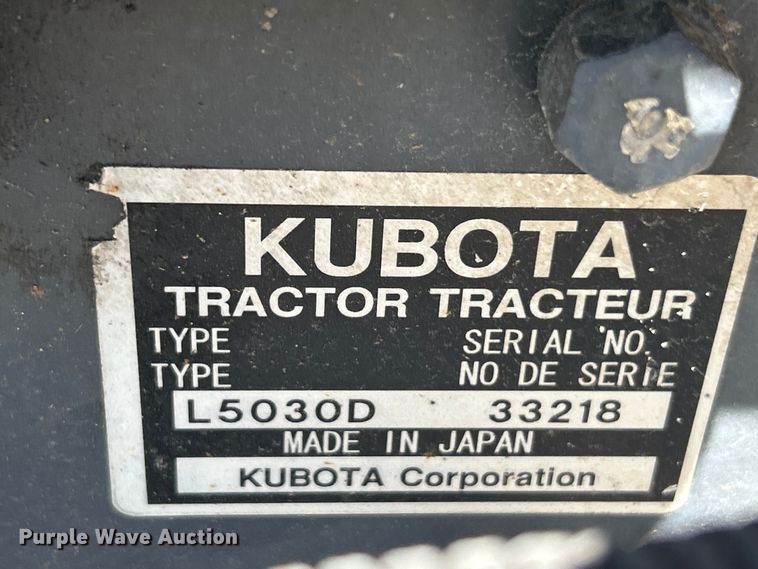 KUBOTA
TRACTOR TRACTEUR
TYPE SERIAL NO.
TYPE NO DE SERIE
L5030D 33218
MADE IN JAPAN
KUBOTA Corporation
Purple Wave Auction